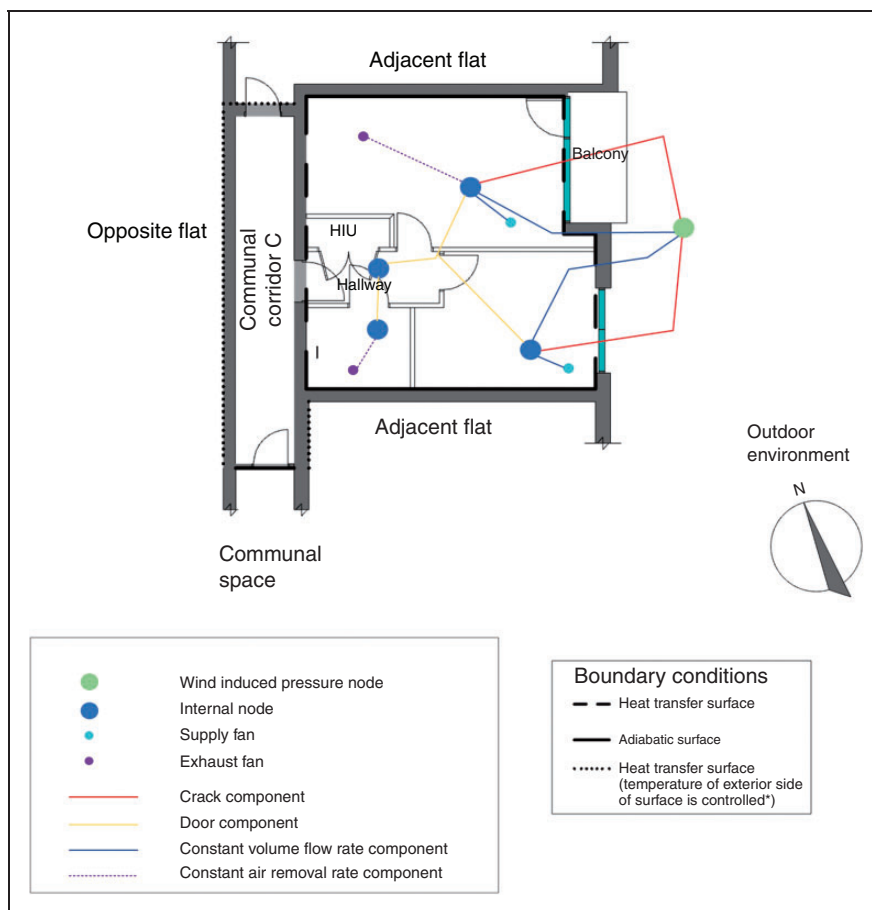 Adjacent flat
Balcony
Opposite flat
Communal
corridor C
HIU
Hallway
I
Adjacent flat
Outdoor
environment
N
Communal
space
Wind induced pressure node
Internal node
Supply fan
Exhaust fan
Crack component
Door component
Constant volume flow rate component
Constant air removal rate component
Boundary conditions
Heat transfer surface
Adiabatic surface
Heat transfer surface
(temperature of exterior side
of surface is controlled*)